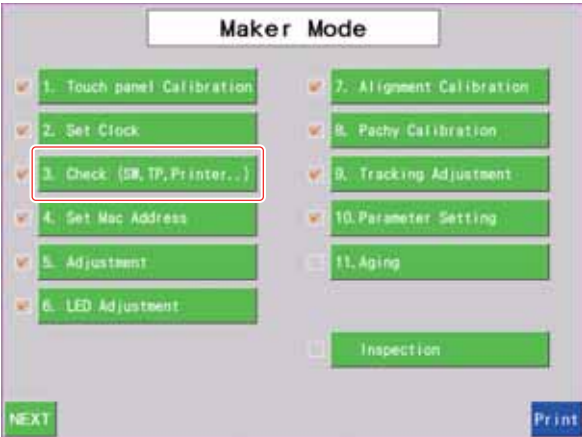 Maker Mode
1. Touch panel Calibration
2. Set Clock
3. Check (SW,TP,Printer..)
4. Set Mac Address
5. Adjustment
6. LED Adjustment
7. Alignment Calibration
8. Pachy Calibration
9. Tracking Adjustment
10.Parameter Setting
11.Aging
Inspection
NEXT
Print